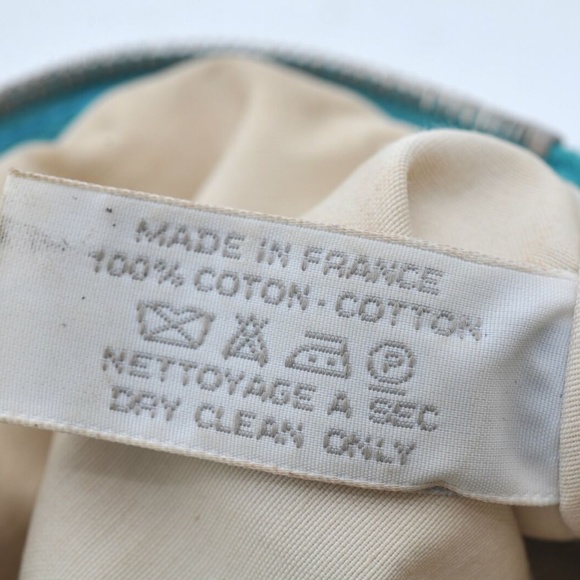 MADE IN FRANCE
100% COTON · COTTON
P
NETTOYAGE A SEC
DRY CLEAN ONLY